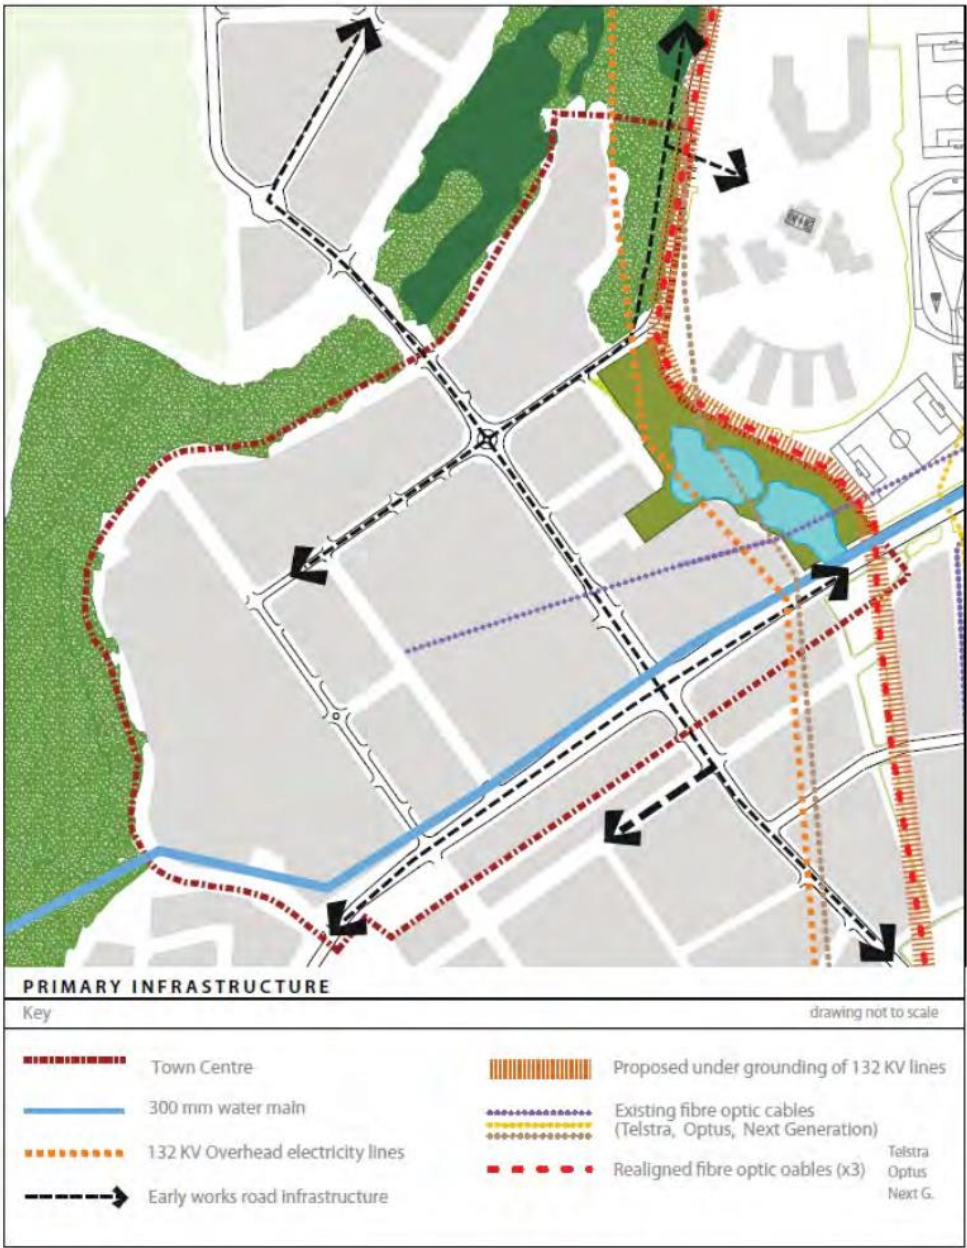 PRIMARY INFRASTRUCTURE
Key
drawing not to scale
Town Centre
300 mm water main
132 KV Overhead electricity lines
Early works road infrastructure
Proposed under grounding of 132 KV lines
Existing fibre optic cables
(Telstra, Optus, Next Generation)
Realigned fibre optic oables (x3)
Telstra
Optus
Next G.